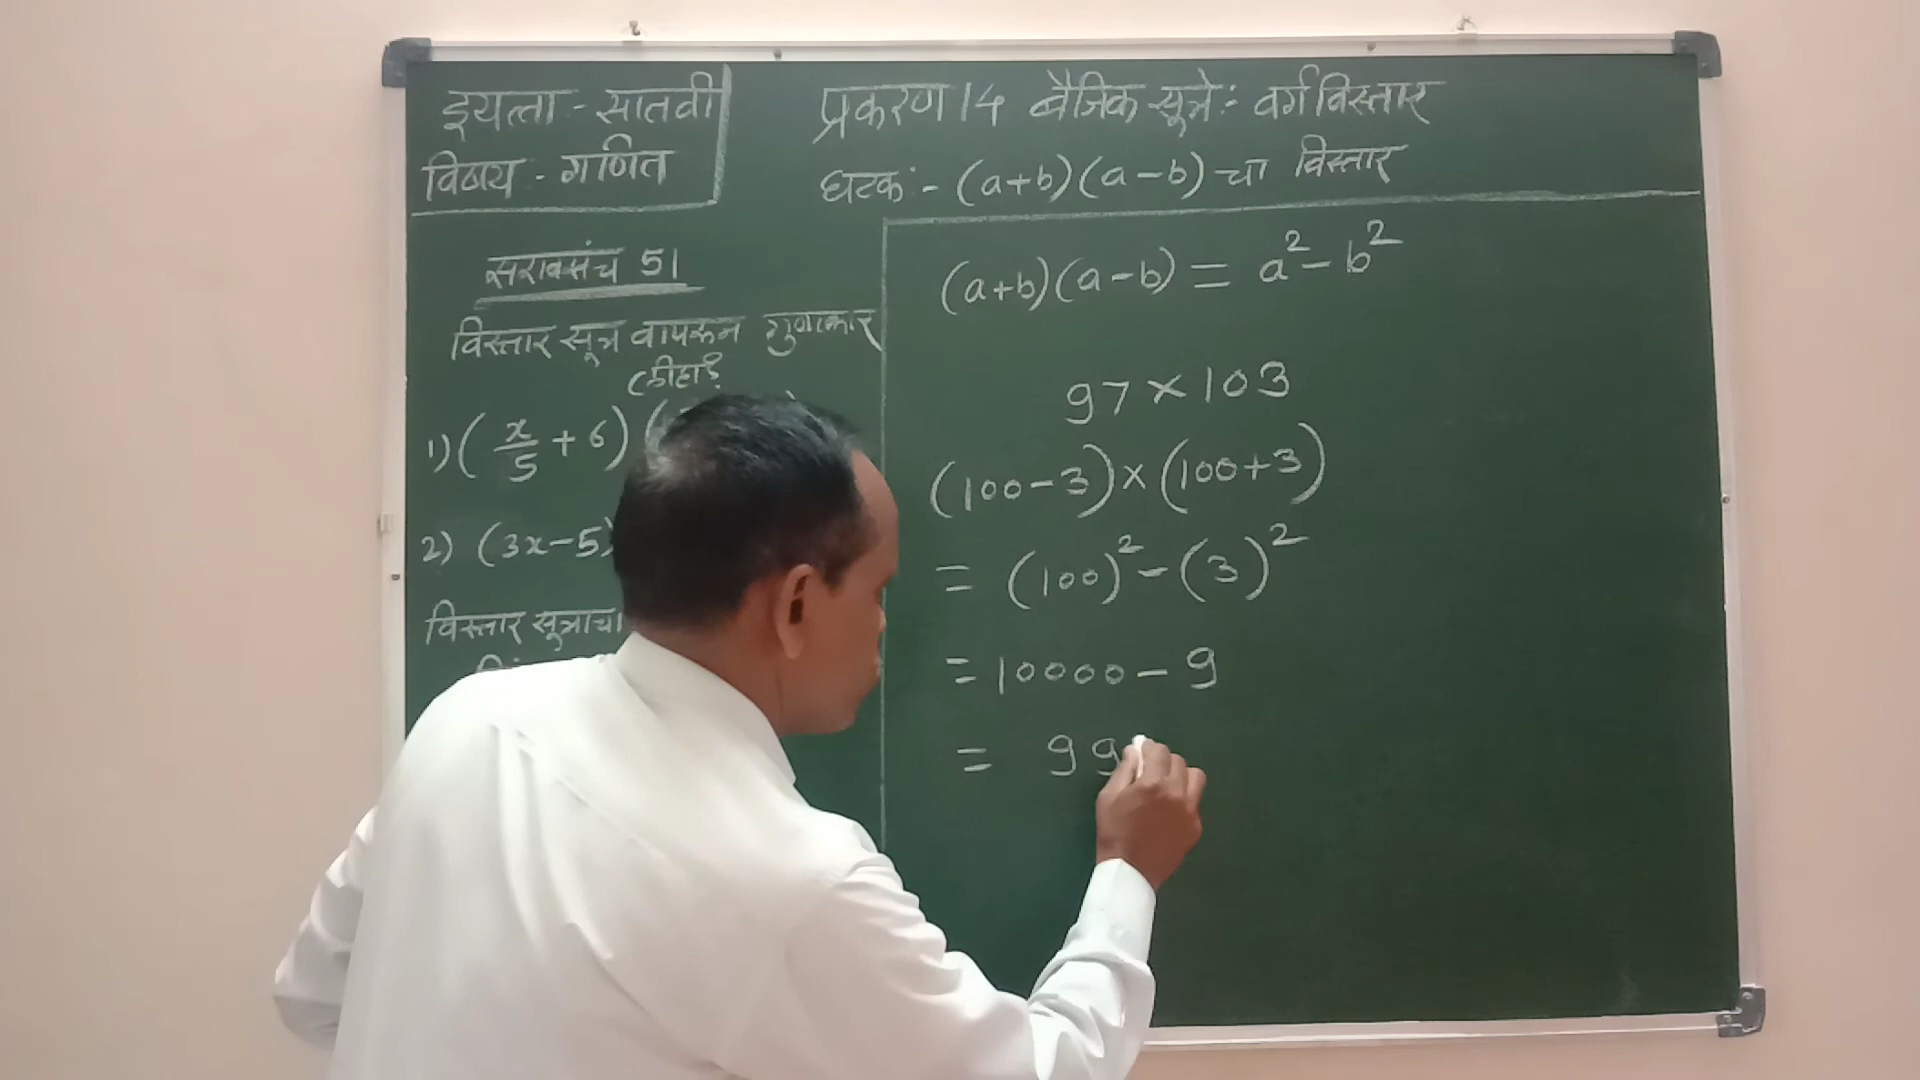 इयत्ता - सातवी
विषय - गणित
प्रकरण 14 बैजिक सूत्रे - वर्ग विस्तार
घटक - (a+b)(a-b) चा विस्तार
सरावसंच 51
विस्तार सूत्र वापरून गुणाकार
लीहा.
1) (x/5 + 6) (
2) (3x-5)
विस्तार सूत्राचा
(a+b)(a-b) = a² - b²
97 × 103
(100-3) × (100+3)
= (100)² - (3)²
= 10000 - 9
= 99